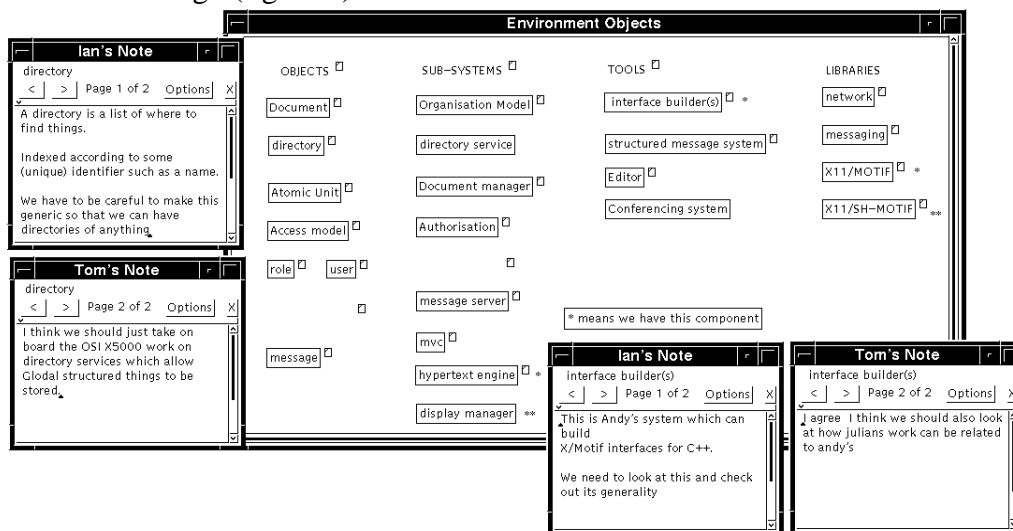 Environment Objects
Ian's Note
directory
< > Page 1 of 2 Options X
A directory is a list of where to
find things.
Indexed according to some
(unique) identifier such as a name.
We have to be careful to make this
generic so that we can have
directories of anything
Tom's Note
directory
< > Page 2 of 2 Options X
I think we should just take on
board the OSI X5000 work on
directory services which allow
Glodal structured things to be
stored.
OBJECTS
Document
directory
Atomic Unit
Access model
role user
message
SUB-SYSTEMS
Organisation Model
directory service
Document manager
Authorisation
message server
mvc
hypertext engine *
display manager **
TOOLS
interface builder(s) *
structured message system
Editor
Conferencing system
* means we have this component
LIBRARIES
network
messaging
X11/MOTIF *
X11/SH-MOTIF **
Ian's Note
interface builder(s)
< > Page 1 of 2 Options X
This is Andy's system which can
build
X/Motif interfaces for C++.
We need to look at this and check
out its generality
Tom's Note
interface builder(s)
< > Page 2 of 2 Options X
I agree I think we should also look
at how julians work can be related
to andy's